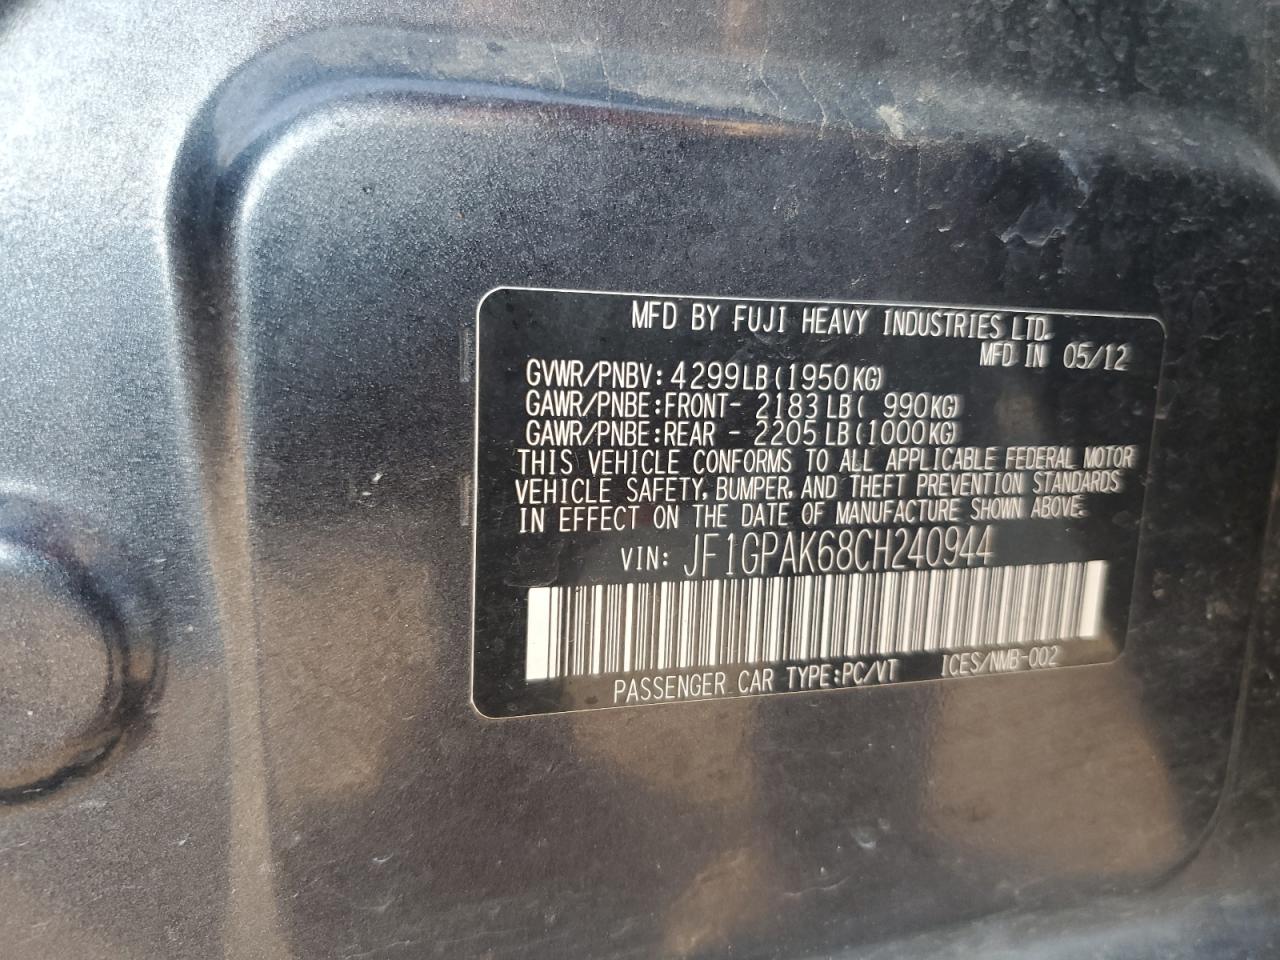 MFD BY FUJI HEAVY INDUSTRIES LTD.
MFD IN 05/12
GVWR/PNBV: 4299LB(1950KG)
GAWR/PNBE:FRONT- 2183LB( 990KG)
GAWR/PNBE:REAR - 2205LB(1000KG)
THIS VEHICLE CONFORMS TO ALL APPLICABLE FEDERAL MOTOR
VEHICLE SAFETY, BUMPER, AND THEFT PREVENTION STANDARDS
IN EFFECT ON THE DATE OF MANUFACTURE SHOWN ABOVE.
VIN: JF1GPAK68CH240944
PASSENGER CAR TYPE:PC/VT ICES/NMB-002